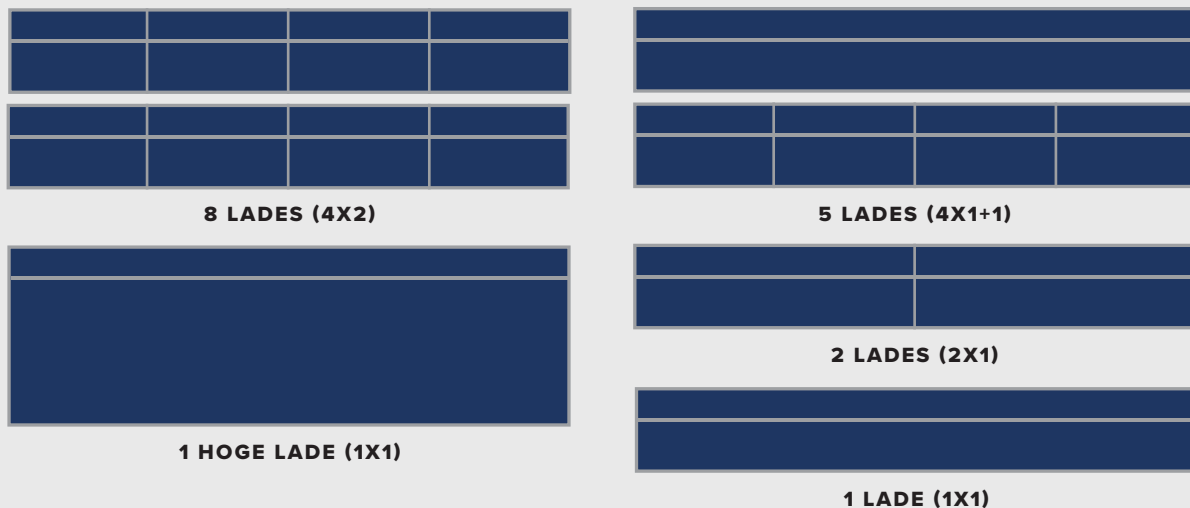 8 LADES (4X2)
5 LADES (4X1+1)
1 HOGE LADE (1X1)
2 LADES (2X1)
1 LADE (1X1)